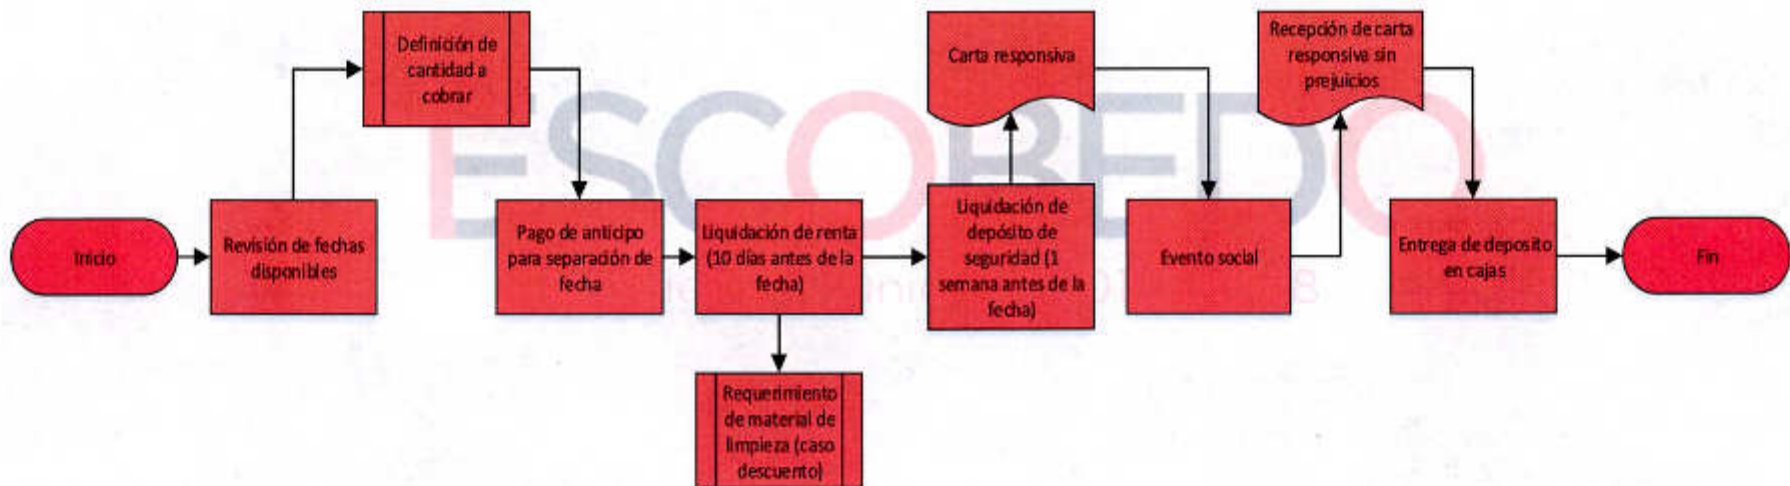 Inicio
Revisión de fechas
disponibles
Definición de
cantidad a
cobrar
Pago de anticipo
para separación de
fecha
Liquidación de renta
(10 días antes de la
fecha)
Requerimiento
de material de
limpieza (caso
descuento)
Liquidación de
depósito de
seguridad (1
semana antes de la
fecha)
Carta responsiva
Evento social
Recepción de carta
responsiva sin
prejuicios
Entrega de deposito
en cajas
Fin
ESCOBEDO